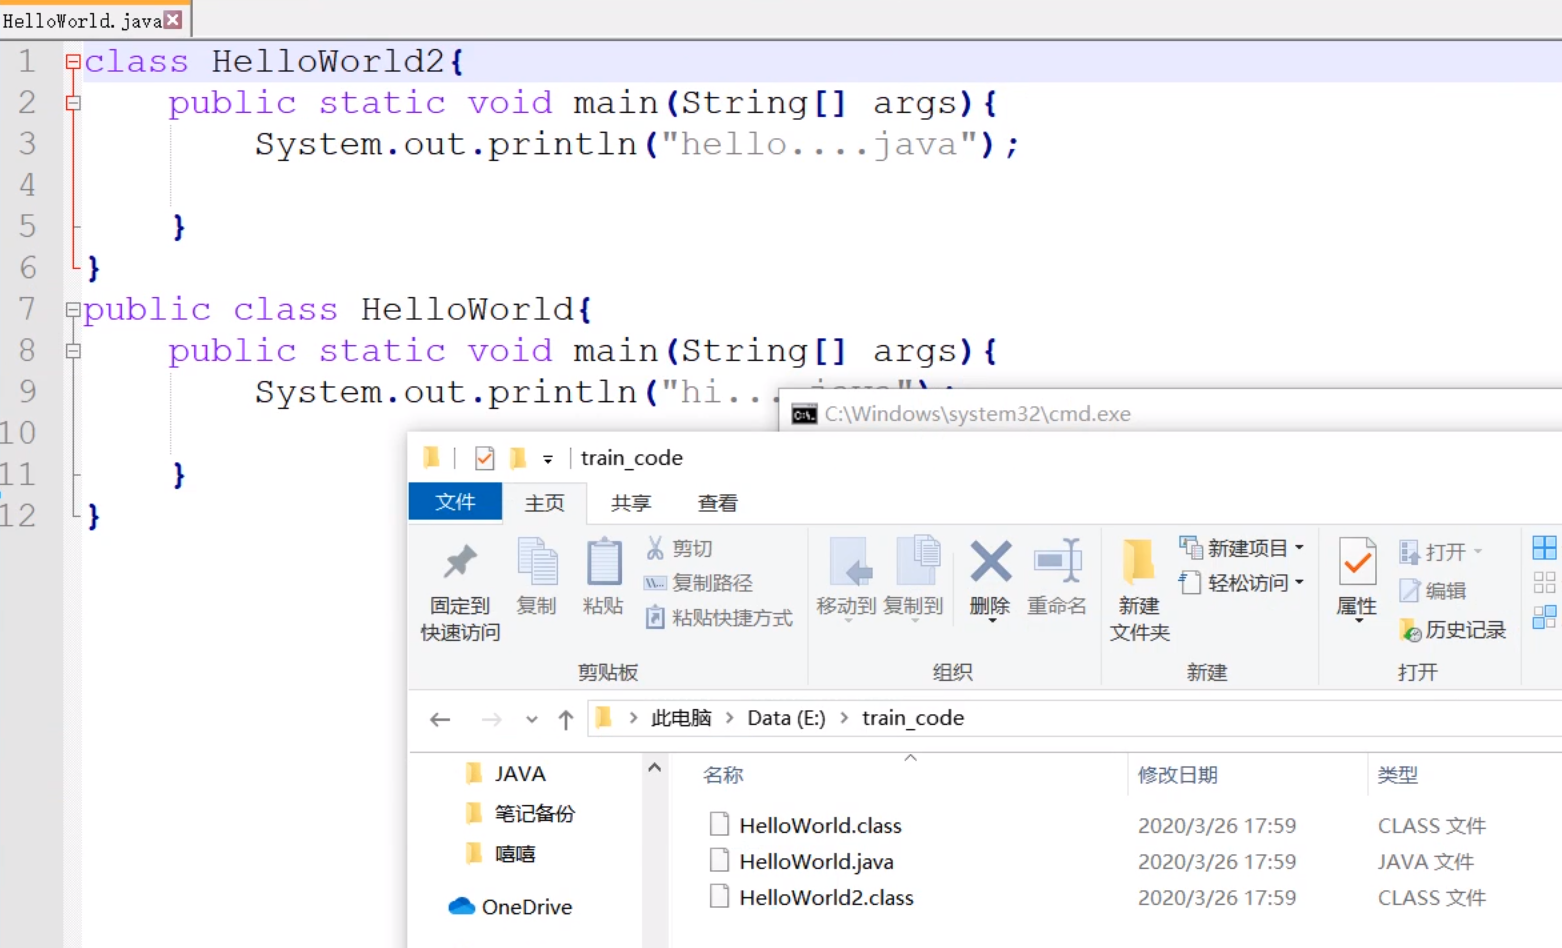 HelloWorld.java
1 class HelloWorld2{
2 public static void main(String[] args){
3 System.out.println("hello....java");
4
5 }
6 }
7 public class HelloWorld{
8 public static void main(String[] args){
9 System.out.println("hi....java");
10
11 }
12 }
C:\Windows\system32\cmd.exe
train_code
文件 主页 共享 查看
固定到
快速访问
复制
粘贴
剪切
复制路径
粘贴快捷方式
剪贴板
移动到
复制到
删除
重命名
组织
新建
文件夹
新建项目
轻松访问
新建
属性
打开
编辑
历史记录
打开
此电脑 > Data (E:) > train_code
JAVA
笔记备份
嘻嘻
OneDrive
名称 修改日期 类型
HelloWorld.class 2020/3/26 17:59 CLASS 文件
HelloWorld.java 2020/3/26 17:59 JAVA 文件
HelloWorld2.class 2020/3/26 17:59 CLASS 文件